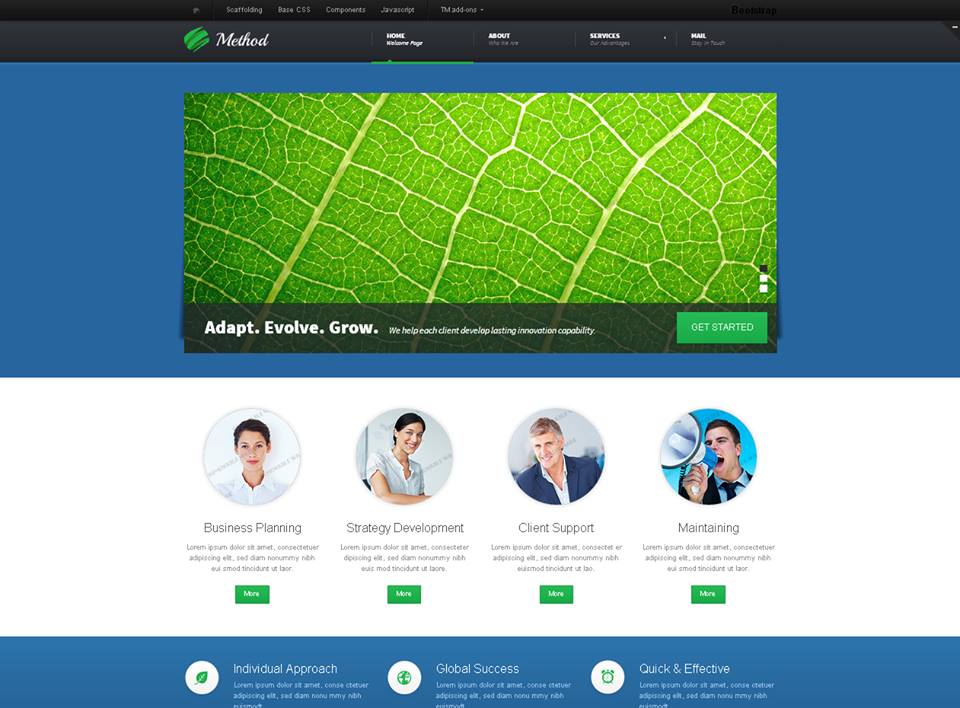 Scaffolding Base CSS Components Javascript TM add-ons Bootstrap
Method
HOME ABOUT SERVICES MAIL
Welcome Page Who We Are Our Advantages Stay in Touch
Adapt. Evolve. Grow. We help each client develop lasting innovation capability. GET STARTED
Business Planning
Lorem ipsum dolor sit amet, consectetuer
adipiscing elit, sed diam nonummy nibh
eui smod tincidunt ut laor.
More
Strategy Development
Lorem ipsum dolor sit amet, consecteter
adipiscing elit, sed diam nonummy nibh
euis mod tincidunt ut laore.
More
Client Support
Lorem ipsum dolor sit amet, consectet er
adipiscing elit, sed diam nonummy nibh
euismod tincidunt ut lao.
More
Maintaining
Lorem ipsum dolor sit amet, consectetuer
adipiscing elit, sed diam nonummy nibh
euismod tincidunt ut laor.
More
Individual Approach
Lorem ipsum dolor sit amet, conse ctetuer
adipiscing elit, sed diam nonu mmy nibh
Global Success
Lorem ipsum dolor sit amet, conse ctetuer
adipiscing elit, sed diam nonu mmy nibh
Quick & Effective
Lorem ipsum dolor sit amet, conse ctetuer
adipiscing elit, sed diam nonu mmy nibh